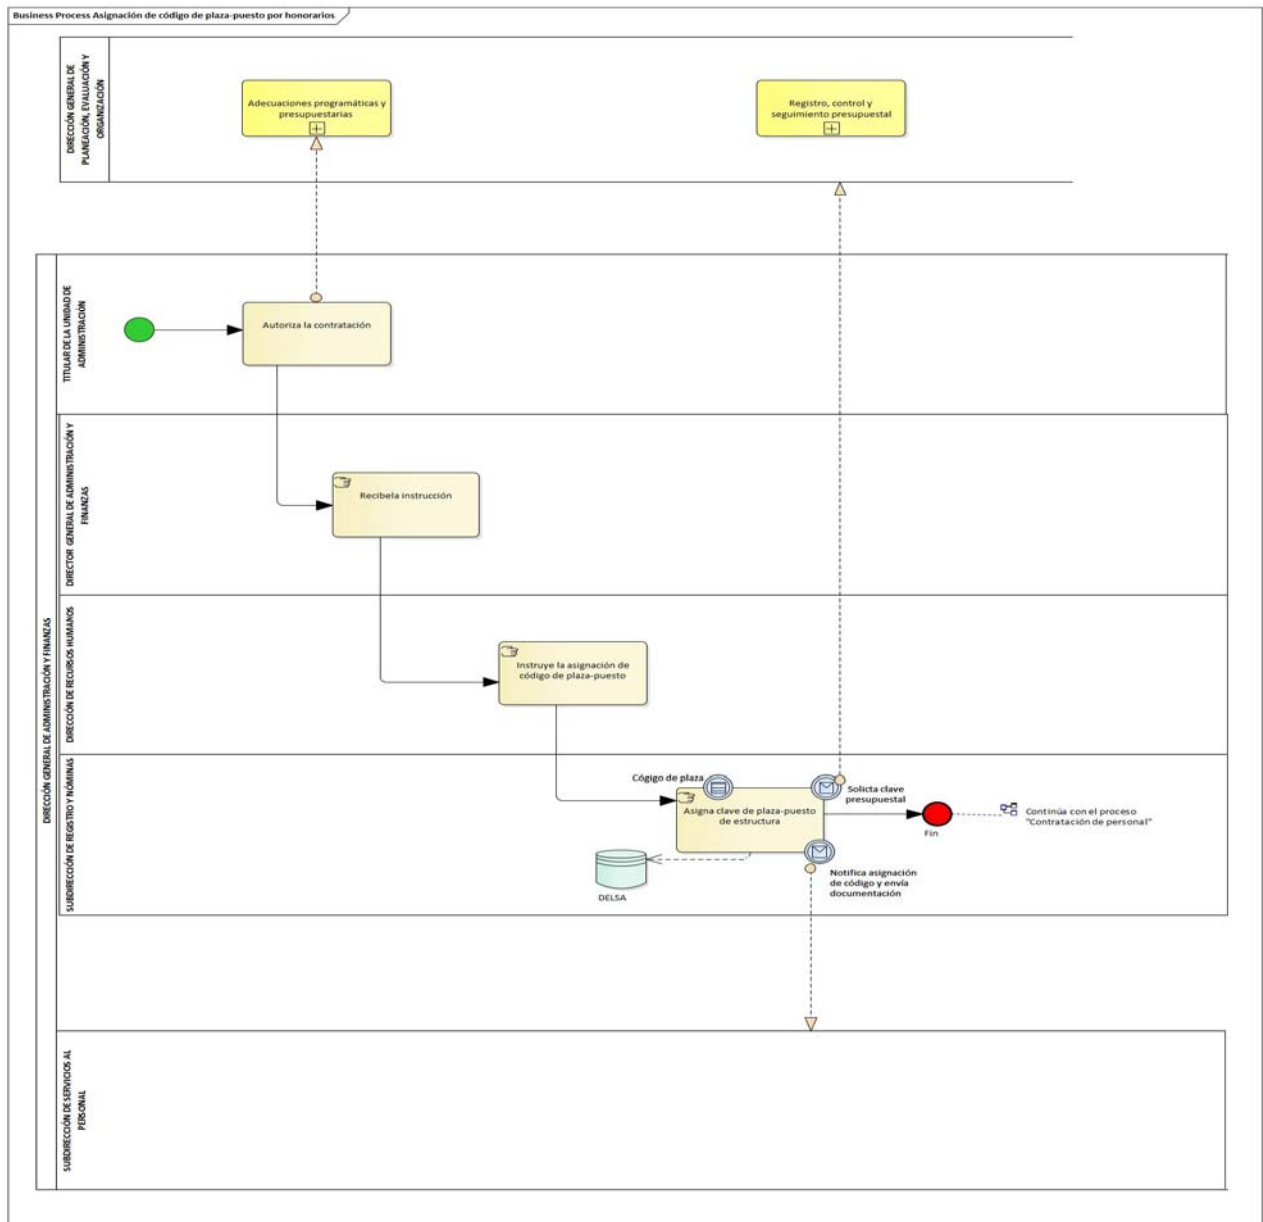 Business Process Asignación de código de plaza-puesto por honorarios
DIRECCIÓN GENERAL DE
PLANEACIÓN, EVALUACIÓN Y
ORGANIZACIÓN
Adecuaciones programáticas y
presupuestarias
Registro, control y
seguimiento presupuestal
DIRECCIÓN GENERAL DE ADMINISTRACIÓN Y FINANZAS
TITULAR DE LA UNIDAD DE
ADMINISTRACIÓN
Autoriza la contratación
DIRECTOR GENERAL DE ADMINISTRACIÓN Y
FINANZAS
Recibela instrucción
DIRECCIÓN DE RECURSOS HUMANOS
Instruye la asignación de
código de plaza-puesto
SUBDIRECCIÓN DE REGISTRO Y NÓMINAS
Cógigo de plaza
Asigna clave de plaza-puesto
de estructura
Solicta clave
presupuestal
Fin
Continúa con el proceso
"Contratación de personal"
DELSA
Notifica asignación
de código y envía
documentación
SUBDIRECCIÓN DE SERVICIOS AL
PERSONAL